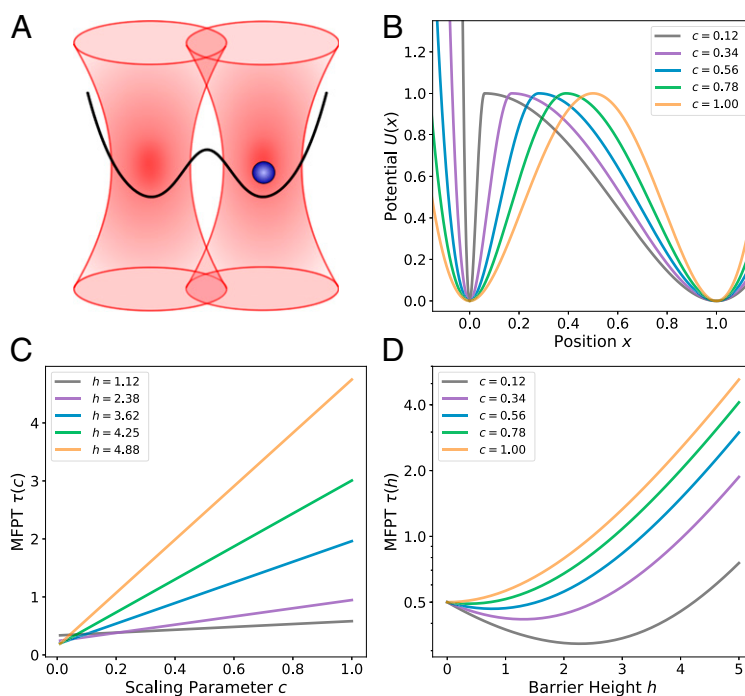 A
B
c = 0.12
c = 0.34
c = 0.56
c = 0.78
c = 1.00
Potential U(x)
1.2
1.0
0.8
0.6
0.4
0.2
0.0
0.0 0.2 0.4 0.6 0.8 1.0
Position x
C
h = 1.12
h = 2.38
h = 3.62
h = 4.25
h = 4.88
MFPT τ(c)
4
3
2
1
0
0.0 0.2 0.4 0.6 0.8 1.0
Scaling Parameter c
D
c = 0.12
c = 0.34
c = 0.56
c = 0.78
c = 1.00
MFPT τ(h)
4.0
2.0
1.0
0.5
0 1 2 3 4 5
Barrier Height h